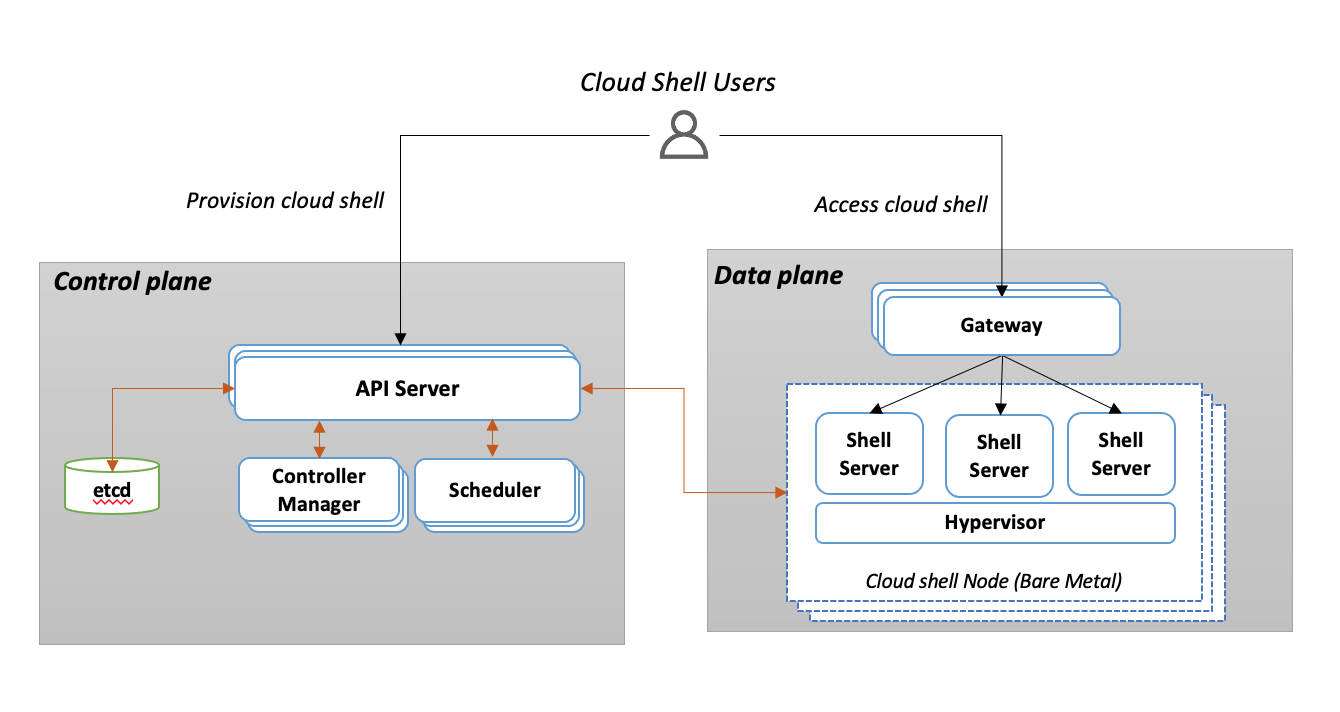 Cloud Shell Users
Provision cloud shell
Access cloud shell
Control plane
API Server
etcd
Controller
Manager
Scheduler
Data plane
Gateway
Shell
Server
Shell
Server
Shell
Server
Hypervisor
Cloud shell Node (Bare Metal)